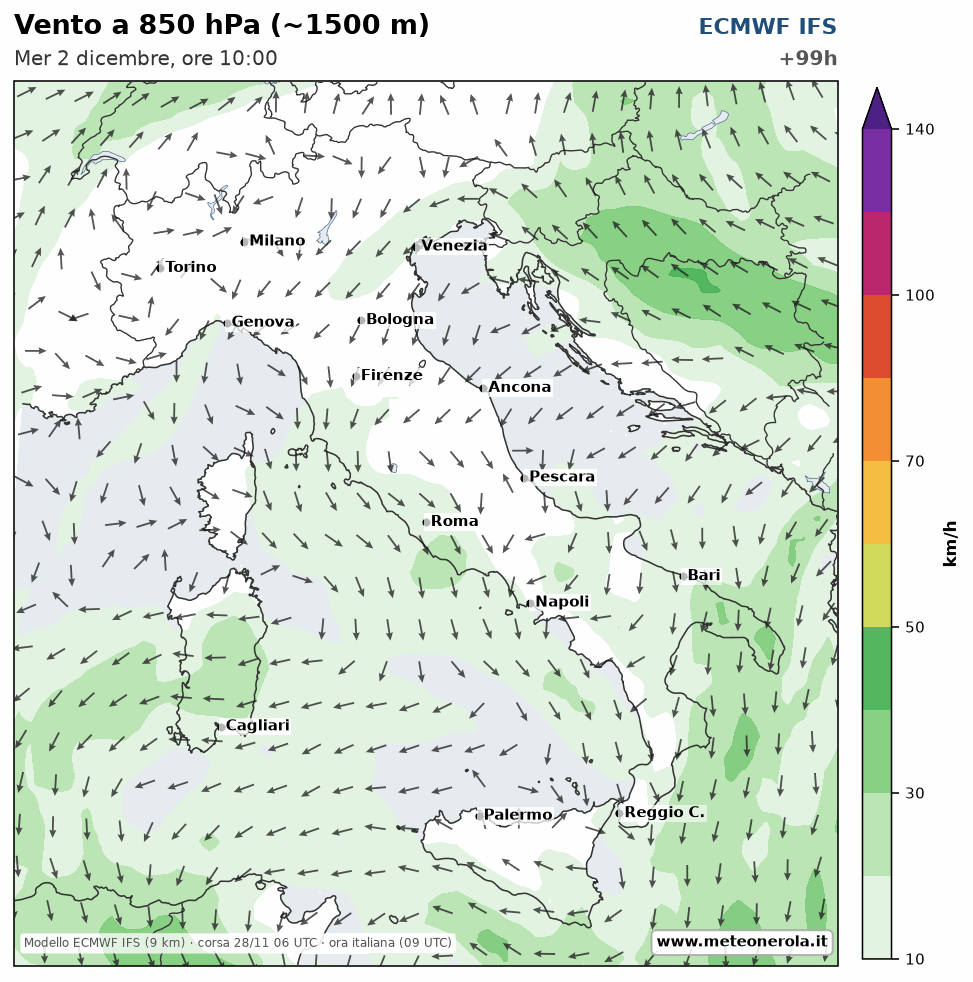 Vento a 850 hPa (~1500 m)
ECMWF IFS
Mer 2 dicembre, ore 10:00
+99h
Milano
Venezia
Torino
Genova
Bologna
Firenze
Ancona
Pescara
Roma
Bari
Napoli
Cagliari
Palermo
Reggio C.
140
100
70
50
30
10
km/h
Modello ECMWF IFS (9 km) · corsa 28/11 06 UTC · ora italiana (09 UTC)
www.meteonerola.it